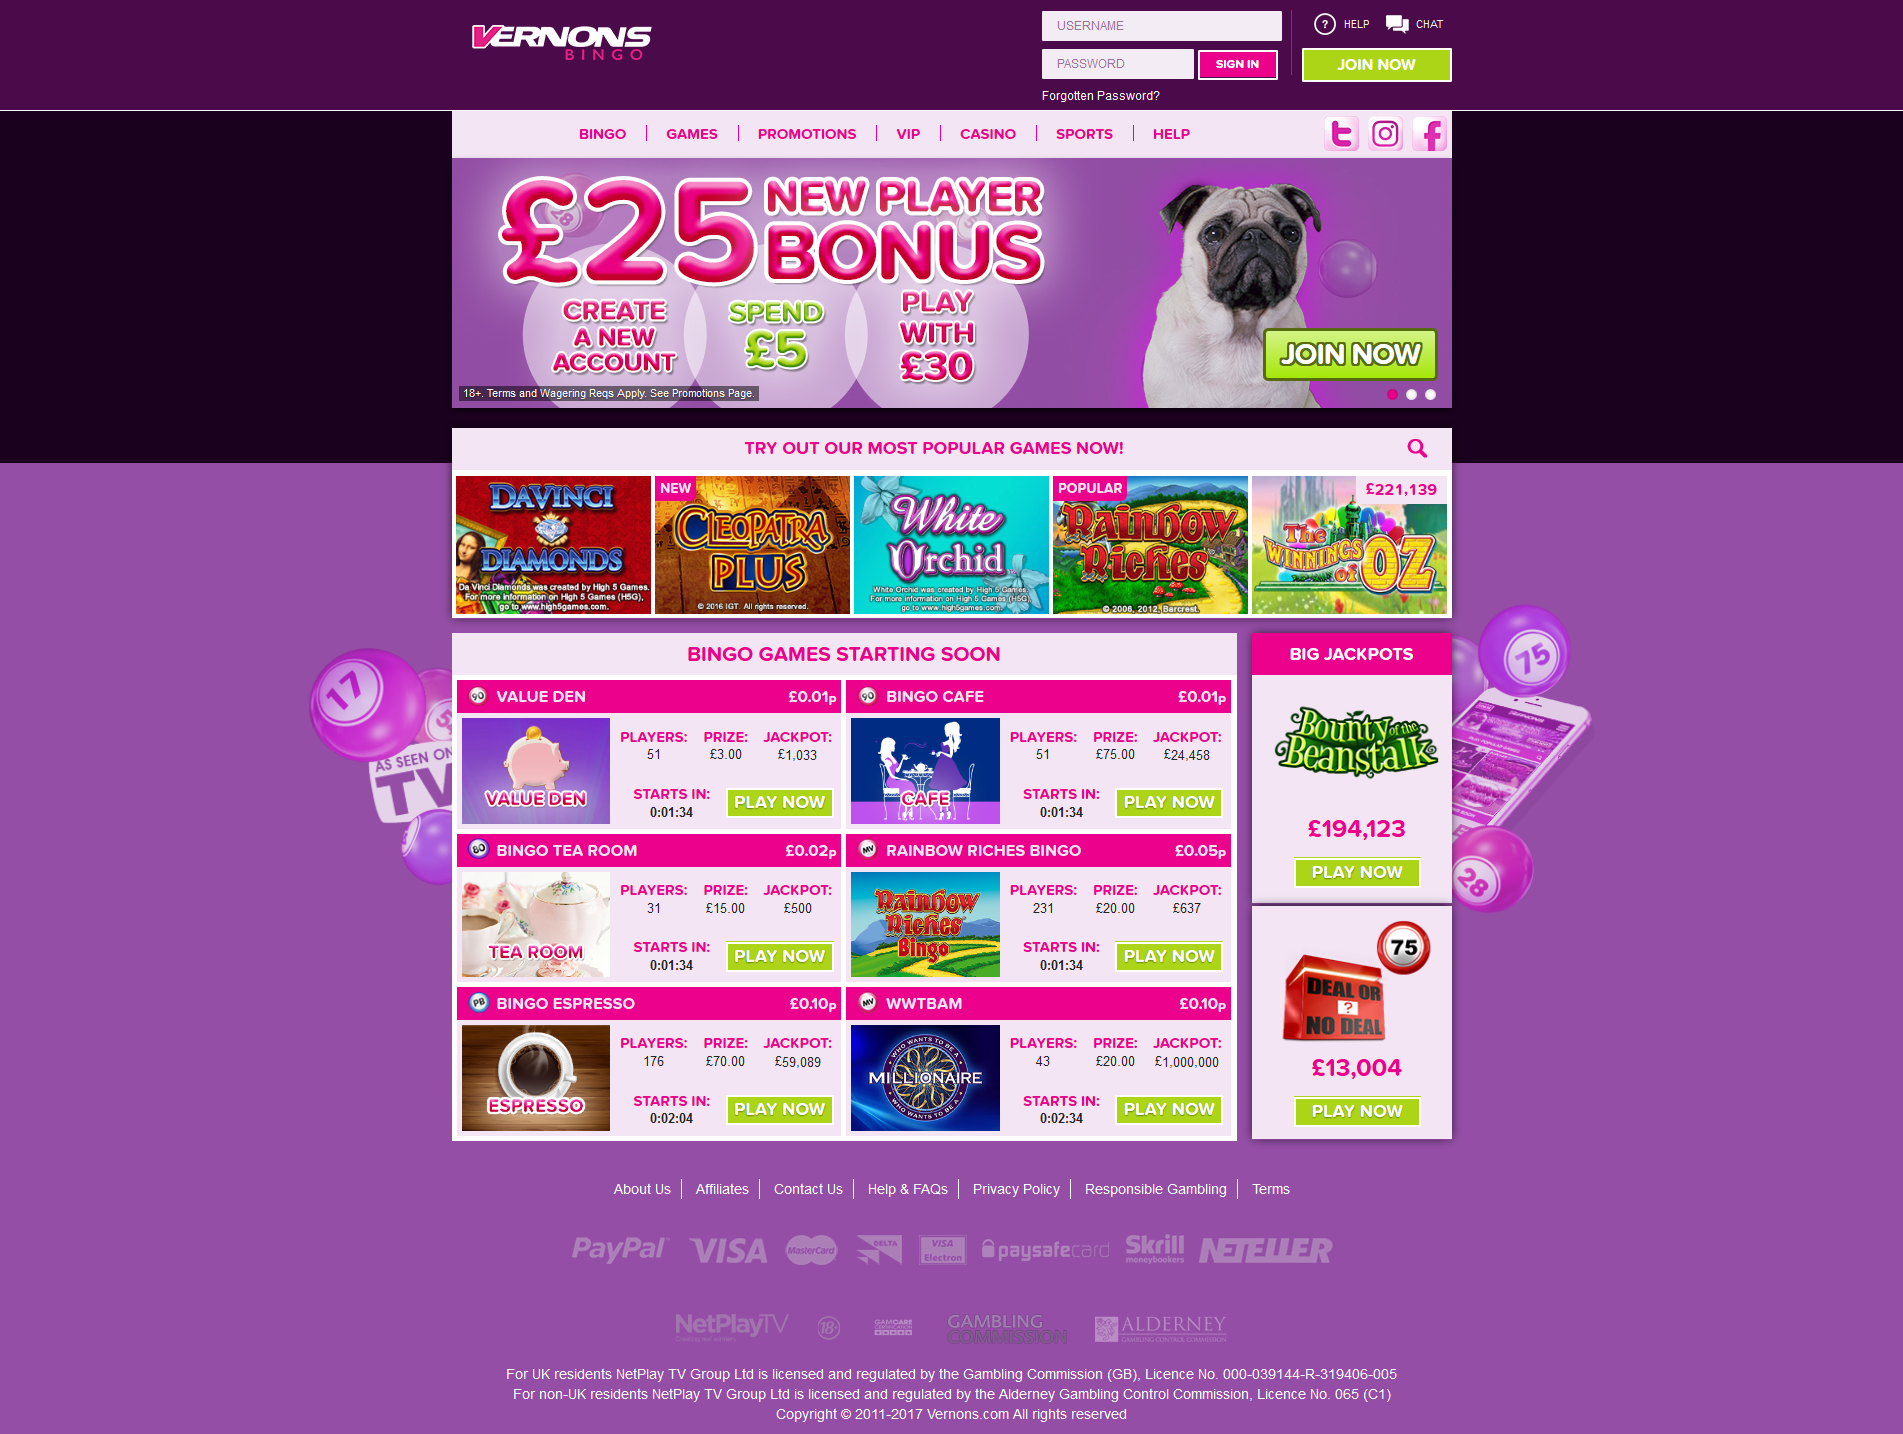 VERNONS
BINGO
USERNAME
PASSWORD
SIGN IN
Forgotten Password?
? HELP
CHAT
JOIN NOW
BINGO
GAMES
PROMOTIONS
VIP
CASINO
SPORTS
HELP
£25 NEW PLAYER
BONUS
CREATE
A NEW
ACCOUNT
SPEND
£5
PLAY
WITH
£30
JOIN NOW
18+. Terms and Wagering Reqs Apply. See Promotions Page.
TRY OUT OUR MOST POPULAR GAMES NOW!
DAVINCI
DIAMONDS
Da Vinci Diamonds was created by High 5 Games.
For more information on High 5 Games (H5G),
go to www.high5games.com.
NEW
CLEOPATRA
PLUS
© 2016 IGT. All rights reserved.
White
Orchid
White Orchid was created by High 5 Games.
For more information on High 5 Games (H5G),
go to www.high5games.com.
POPULAR
Rainbow
Riches
© 2008, 2012, Barcrest.
£221,139
The
WINNINGS
of OZ
BINGO GAMES STARTING SOON
90 VALUE DEN £0.01p
VALUE DEN
PLAYERS: PRIZE: JACKPOT:
51 £3.00 £1,033
STARTS IN:
0:01:34
PLAY NOW
90 BINGO CAFE £0.01p
CAFE
PLAYERS: PRIZE: JACKPOT:
51 £75.00 £24,458
STARTS IN:
0:01:34
PLAY NOW
80 BINGO TEA ROOM £0.02p
TEA ROOM
PLAYERS: PRIZE: JACKPOT:
31 £15.00 £500
STARTS IN:
0:01:34
PLAY NOW
MV RAINBOW RICHES BINGO £0.05p
Rainbow
Riches
Bingo
PLAYERS: PRIZE: JACKPOT:
231 £20.00 £637
STARTS IN:
0:01:34
PLAY NOW
PB BINGO ESPRESSO £0.10p
ESPRESSO
PLAYERS: PRIZE: JACKPOT:
176 £70.00 £59,089
STARTS IN:
0:02:04
PLAY NOW
MV WWTBAM £0.10p
WHO WANTS TO BE A
MILLIONAIRE
WHO WANTS TO BE A
PLAYERS: PRIZE: JACKPOT:
43 £20.00 £1,000,000
STARTS IN:
0:02:34
PLAY NOW
BIG JACKPOTS
Bounty of the
Beanstalk
£194,123
PLAY NOW
75
DEAL OR
?
NO DEAL
£13,004
PLAY NOW
17
AS SEEN ON
TV
75
28
About Us
Affiliates
Contact Us
Help & FAQs
Privacy Policy
Responsible Gambling
Terms
PayPal
VISA
MasterCard
DELTA
VISA
Electron
paysafecard
Skrill
moneybookers
NETELLER
NetPlayTV
18+
GAMCARE
CERTIFICATION
GAMBLING
COMMISSION
ALDERNEY
GAMBLING CONTROL COMMISSION
For UK residents NetPlay TV Group Ltd is licensed and regulated by the Gambling Commission (GB), Licence No. 000-039144-R-319406-005
For non-UK residents NetPlay TV Group Ltd is licensed and regulated by the Alderney Gambling Control Commission, Licence No. 065 (C1)
Copyright © 2011-2017 Vernons.com All rights reserved